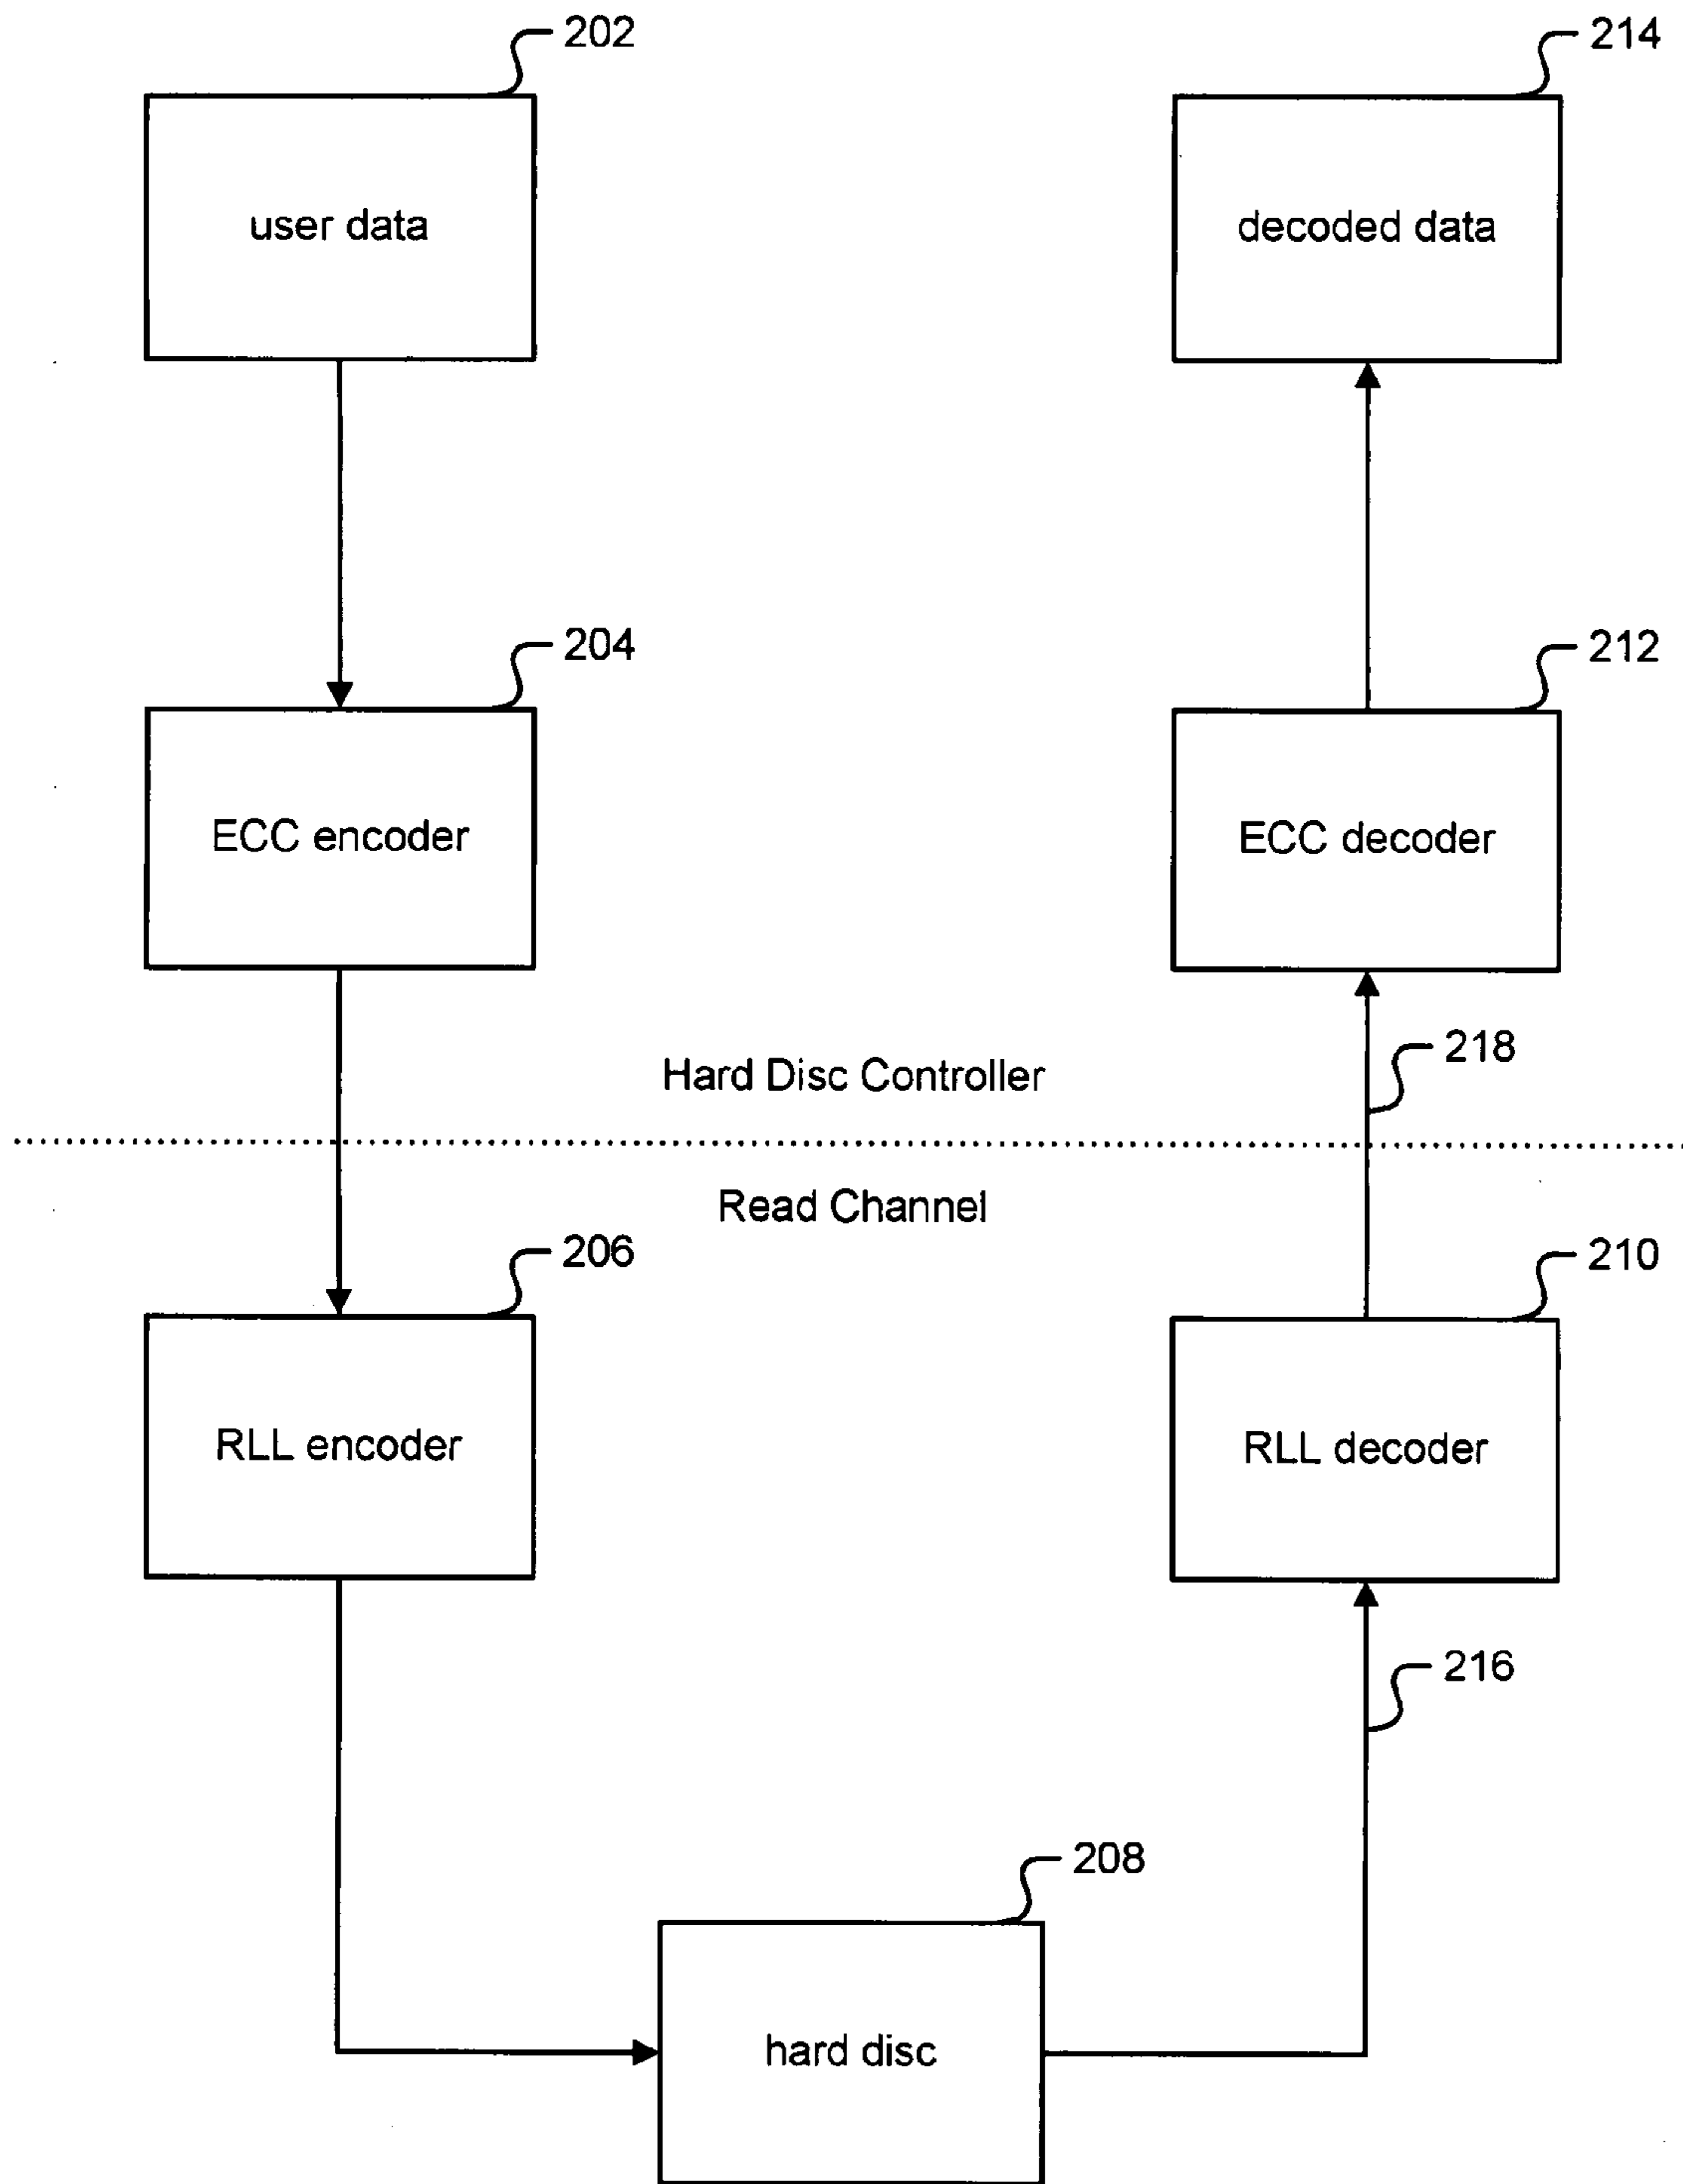 202
214
user data
decoded data
204
212
ECC encoder
ECC decoder
218
Hard Disc Controller
Read Channel
206
210
RLL encoder
RLL decoder
216
208
hard disc